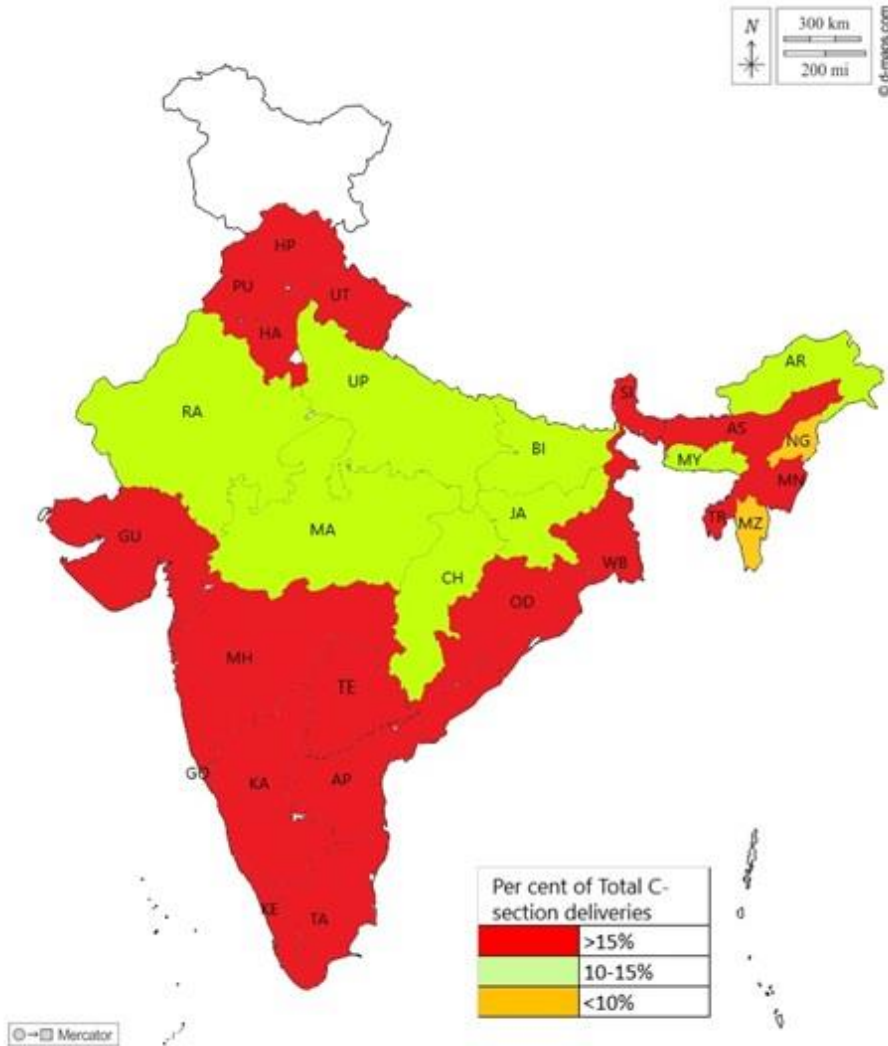 N
300 km
200 mi
© d-maps.com
HP
PU
UT
HA
UP
RA
AR
SI
AS
BI
NG
MY
MN
JA
GU
MA
TR
MZ
CH
WB
OD
MH
TE
GO
KA
AP
KE
TA
Per cent of Total C-
section deliveries
>15%
10-15%
<10%
Mercator